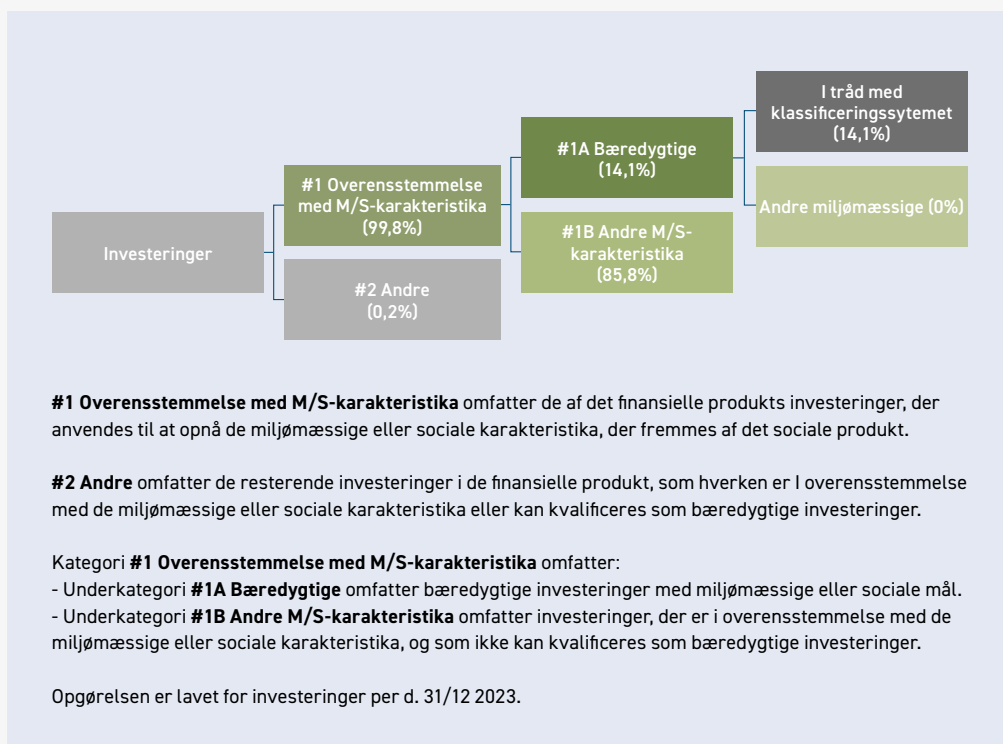 Investeringer
#1 Overensstemmelse
med M/S-karakteristika
(99,8%)
#2 Andre
(0,2%)
#1A Bæredygtige
(14,1%)
#1B Andre M/S-
karakteristika
(85,8%)
I tråd med
klassificeringssytemet
(14,1%)
Andre miljømæssige (0%)
#1 Overensstemmelse med M/S-karakteristika omfatter de af det finansielle produkts investeringer, der
anvendes til at opnå de miljømæssige eller sociale karakteristika, der fremmes af det sociale produkt.
#2 Andre omfatter de resterende investeringer i de finansielle produkt, som hverken er I overensstemmelse
med de miljømæssige eller sociale karakteristika eller kan kvalificeres som bæredygtige investeringer.
Kategori #1 Overensstemmelse med M/S-karakteristika omfatter:
- Underkategori #1A Bæredygtige omfatter bæredygtige investeringer med miljømæssige eller sociale mål.
- Underkategori #1B Andre M/S-karakteristika omfatter investeringer, der er i overensstemmelse med de
miljømæssige eller sociale karakteristika, og som ikke kan kvalificeres som bæredygtige investeringer.
Opgørelsen er lavet for investeringer per d. 31/12 2023.